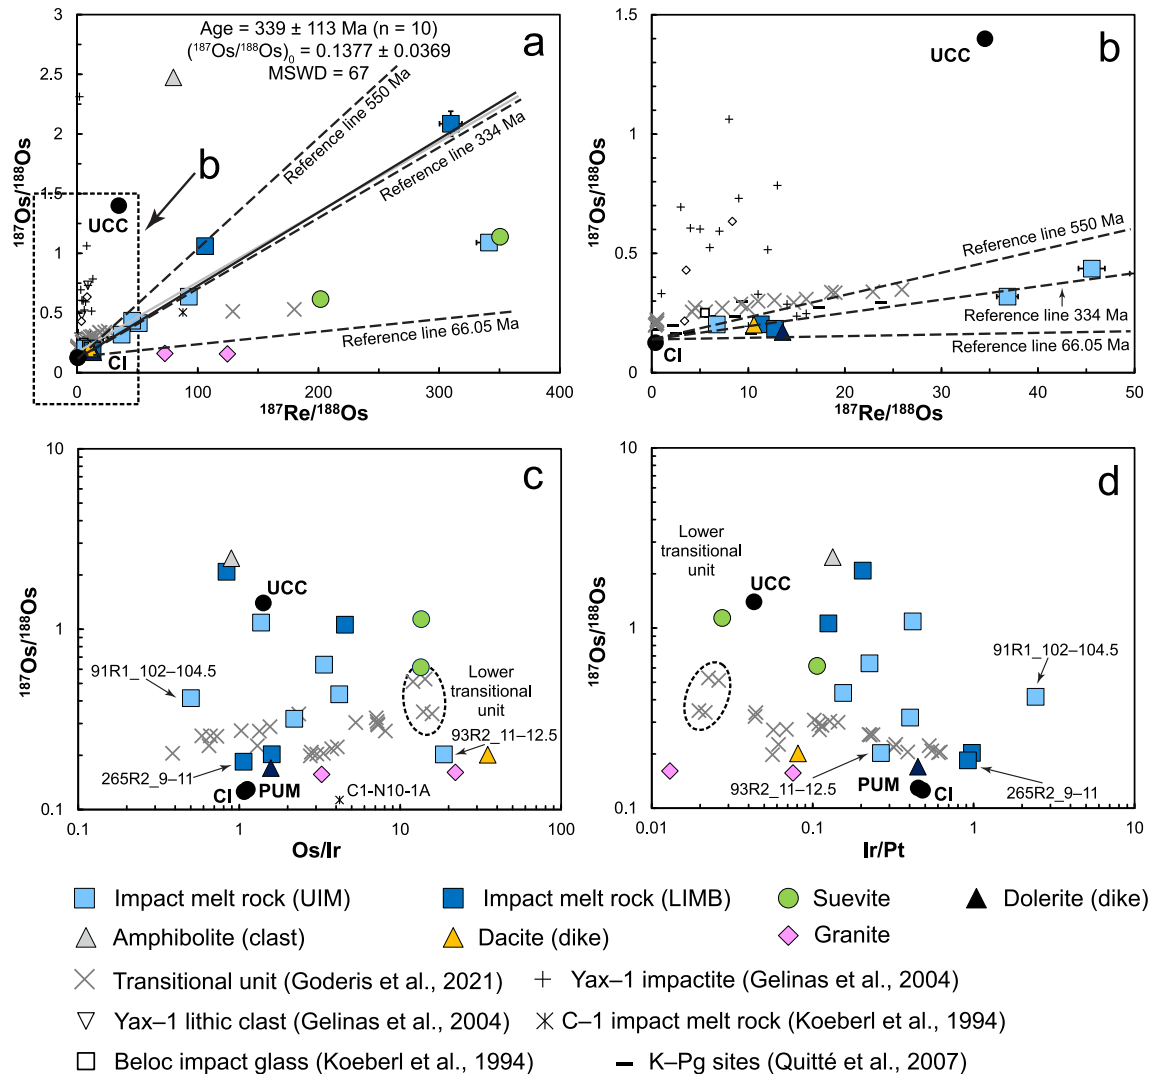 a
Age = 339 ± 113 Ma (n = 10)
(187Os/188Os)0 = 0.1377 ± 0.0369
MSWD = 67
Reference line 550 Ma
Reference line 334 Ma
Reference line 66.05 Ma
b
UCC
CI
187Os/188Os
3
2.5
2
1.5
1
0.5
0
0 100 200 300 400
187Re/188Os
b
UCC
CI
Reference line 550 Ma
Reference line 334 Ma
Reference line 66.05 Ma
187Os/188Os
1.5
1
0.5
0
0 10 20 30 40 50
187Re/188Os
c
UCC
91R1_102–104.5
Lower
transitional
unit
93R2_11–12.5
265R2_9–11
CI
PUM
C1-N10-1A
187Os/188Os
10
1
0.1
0.1 1 10 100
Os/Ir
d
Lower
transitional
unit
UCC
91R1_102–104.5
93R2_11–12.5
PUM
CI
265R2_9–11
187Os/188Os
10
1
0.1
0.01 0.1 1 10
Ir/Pt
Impact melt rock (UIM) Impact melt rock (LIMB) Suevite Dolerite (dike)
Amphibolite (clast) Dacite (dike) Granite
Transitional unit (Goderis et al., 2021) Yax–1 impactite (Gelinas et al., 2004)
Yax–1 lithic clast (Gelinas et al., 2004) C–1 impact melt rock (Koeberl et al., 1994)
Beloc impact glass (Koeberl et al., 1994) K–Pg sites (Quitté et al., 2007)